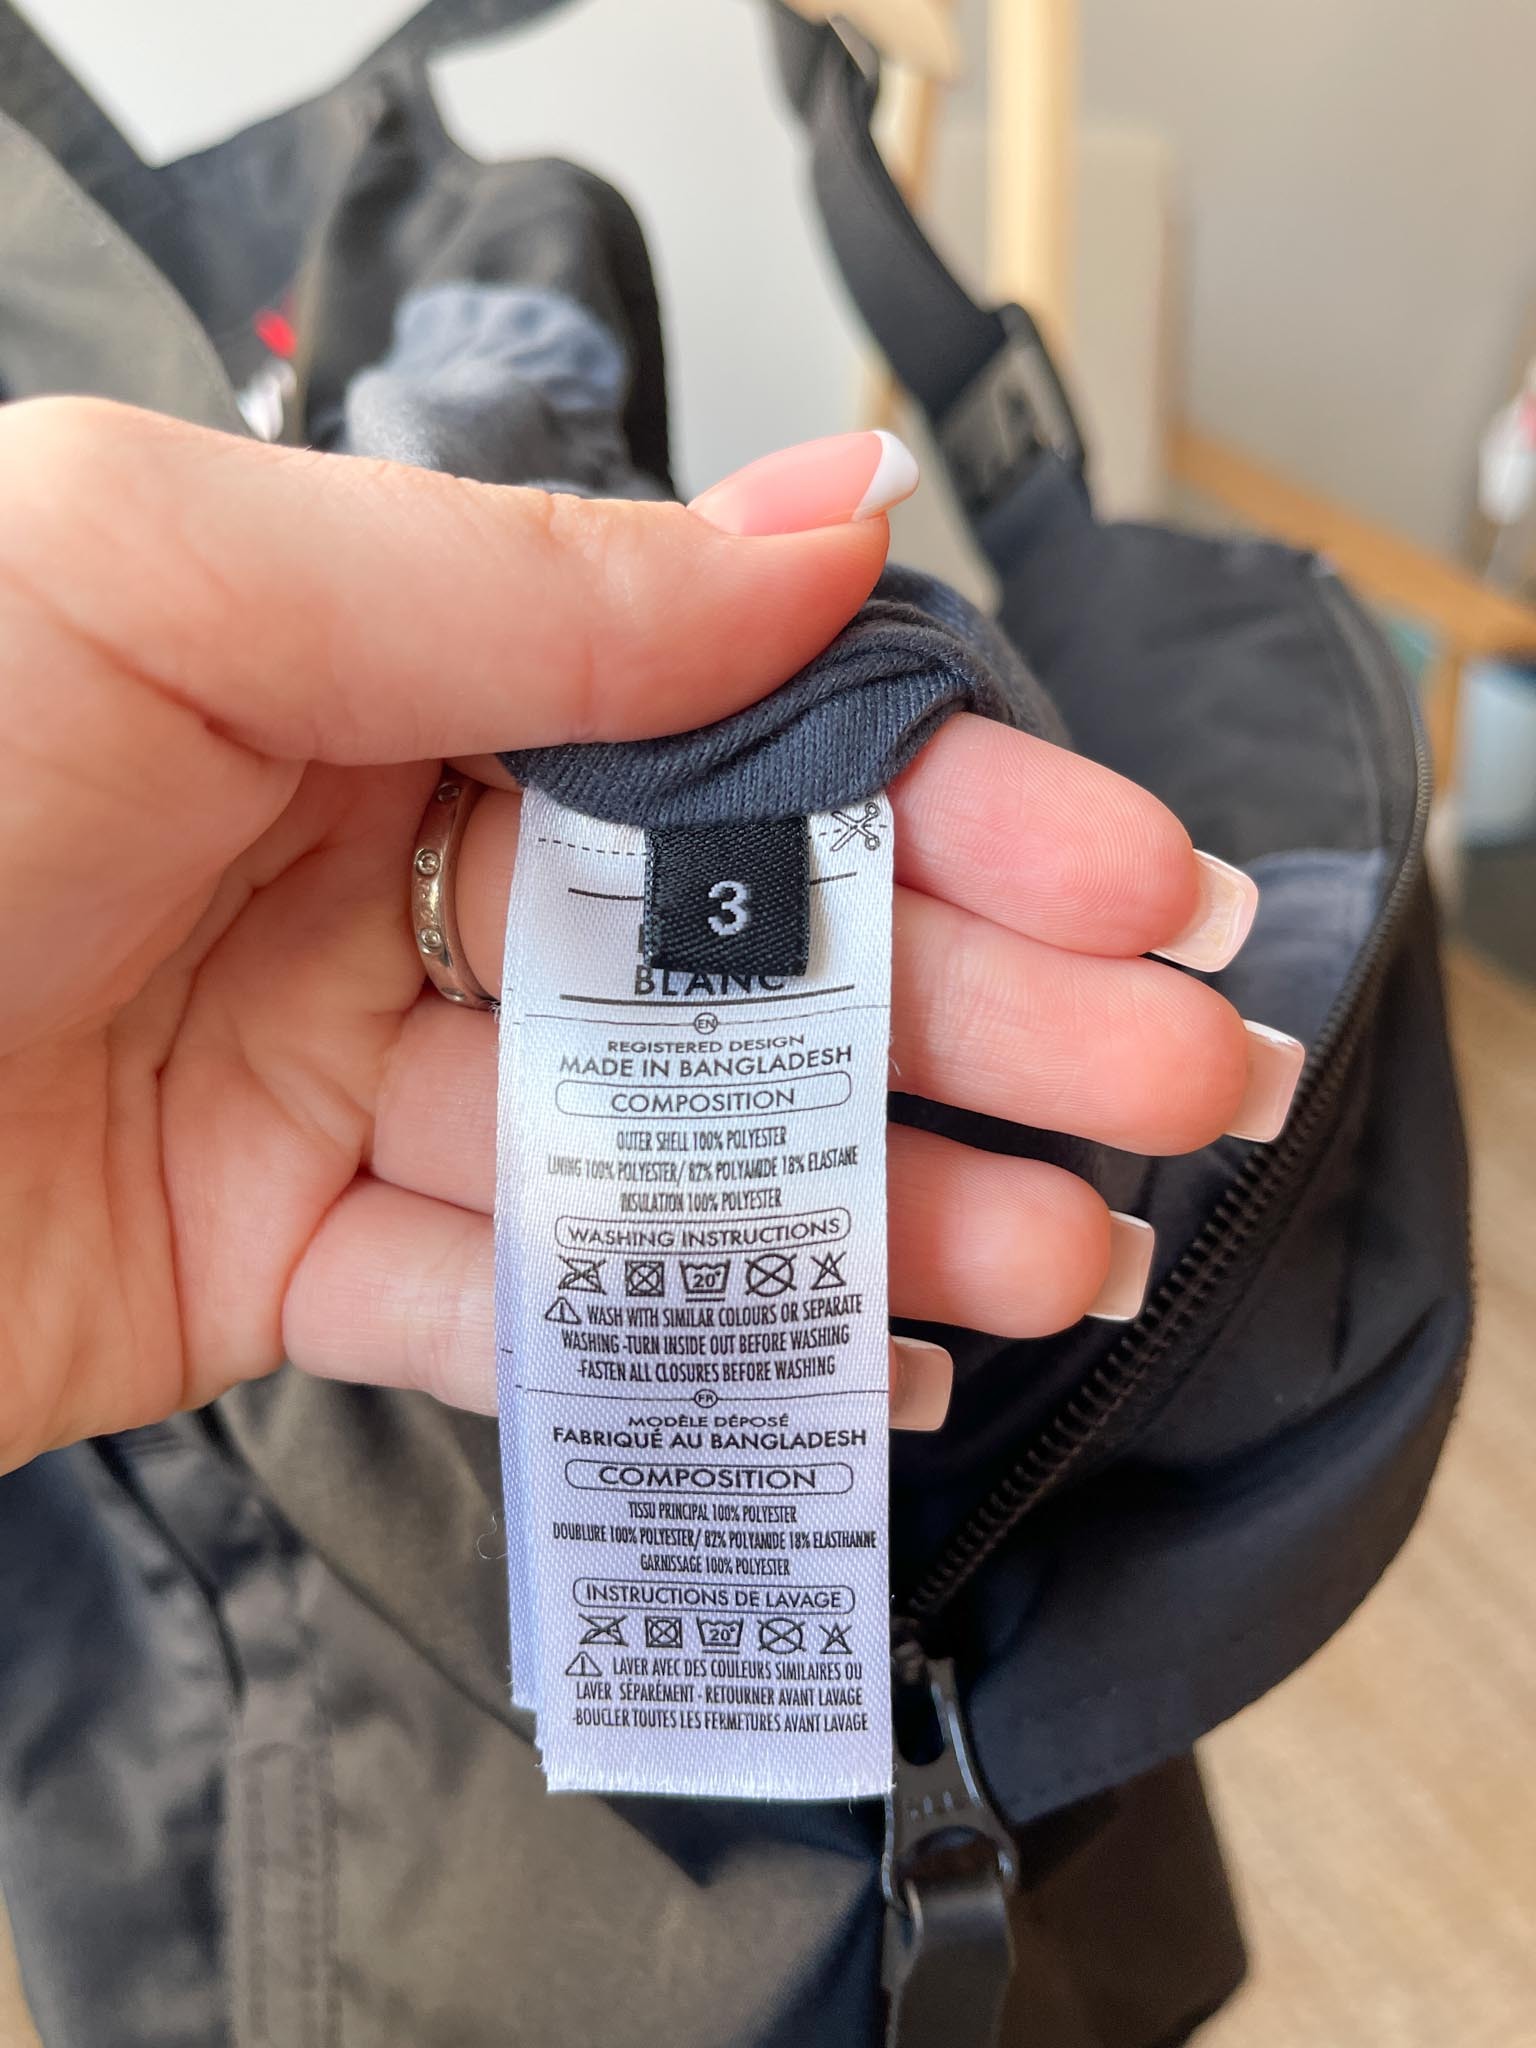 3
BLANC
EN
REGISTERED DESIGN
MADE IN BANGLADESH
COMPOSITION
OUTER SHELL 100% POLYESTER
LINING 100% POLYESTER/ 82% POLYAMIDE 18% ELASTANE
INSULATION 100% POLYESTER
WASHING INSTRUCTIONS
20°
WASH WITH SIMILAR COLOURS OR SEPARATE
WASHING -TURN INSIDE OUT BEFORE WASHING
-FASTEN ALL CLOSURES BEFORE WASHING
FR
MODÈLE DÉPOSÉ
FABRIQUÉ AU BANGLADESH
COMPOSITION
TISSU PRINCIPAL 100% POLYESTER
DOUBLURE 100% POLYESTER/ 82% POLYAMIDE 18% ELASTHANNE
GARNISSAGE 100% POLYESTER
INSTRUCTIONS DE LAVAGE
20°
LAVER AVEC DES COULEURS SIMILAIRES OU
LAVER SÉPARÉMENT - RETOURNER AVANT LAVAGE
-BOUCLER TOUTES LES FERMETURES AVANT LAVAGE